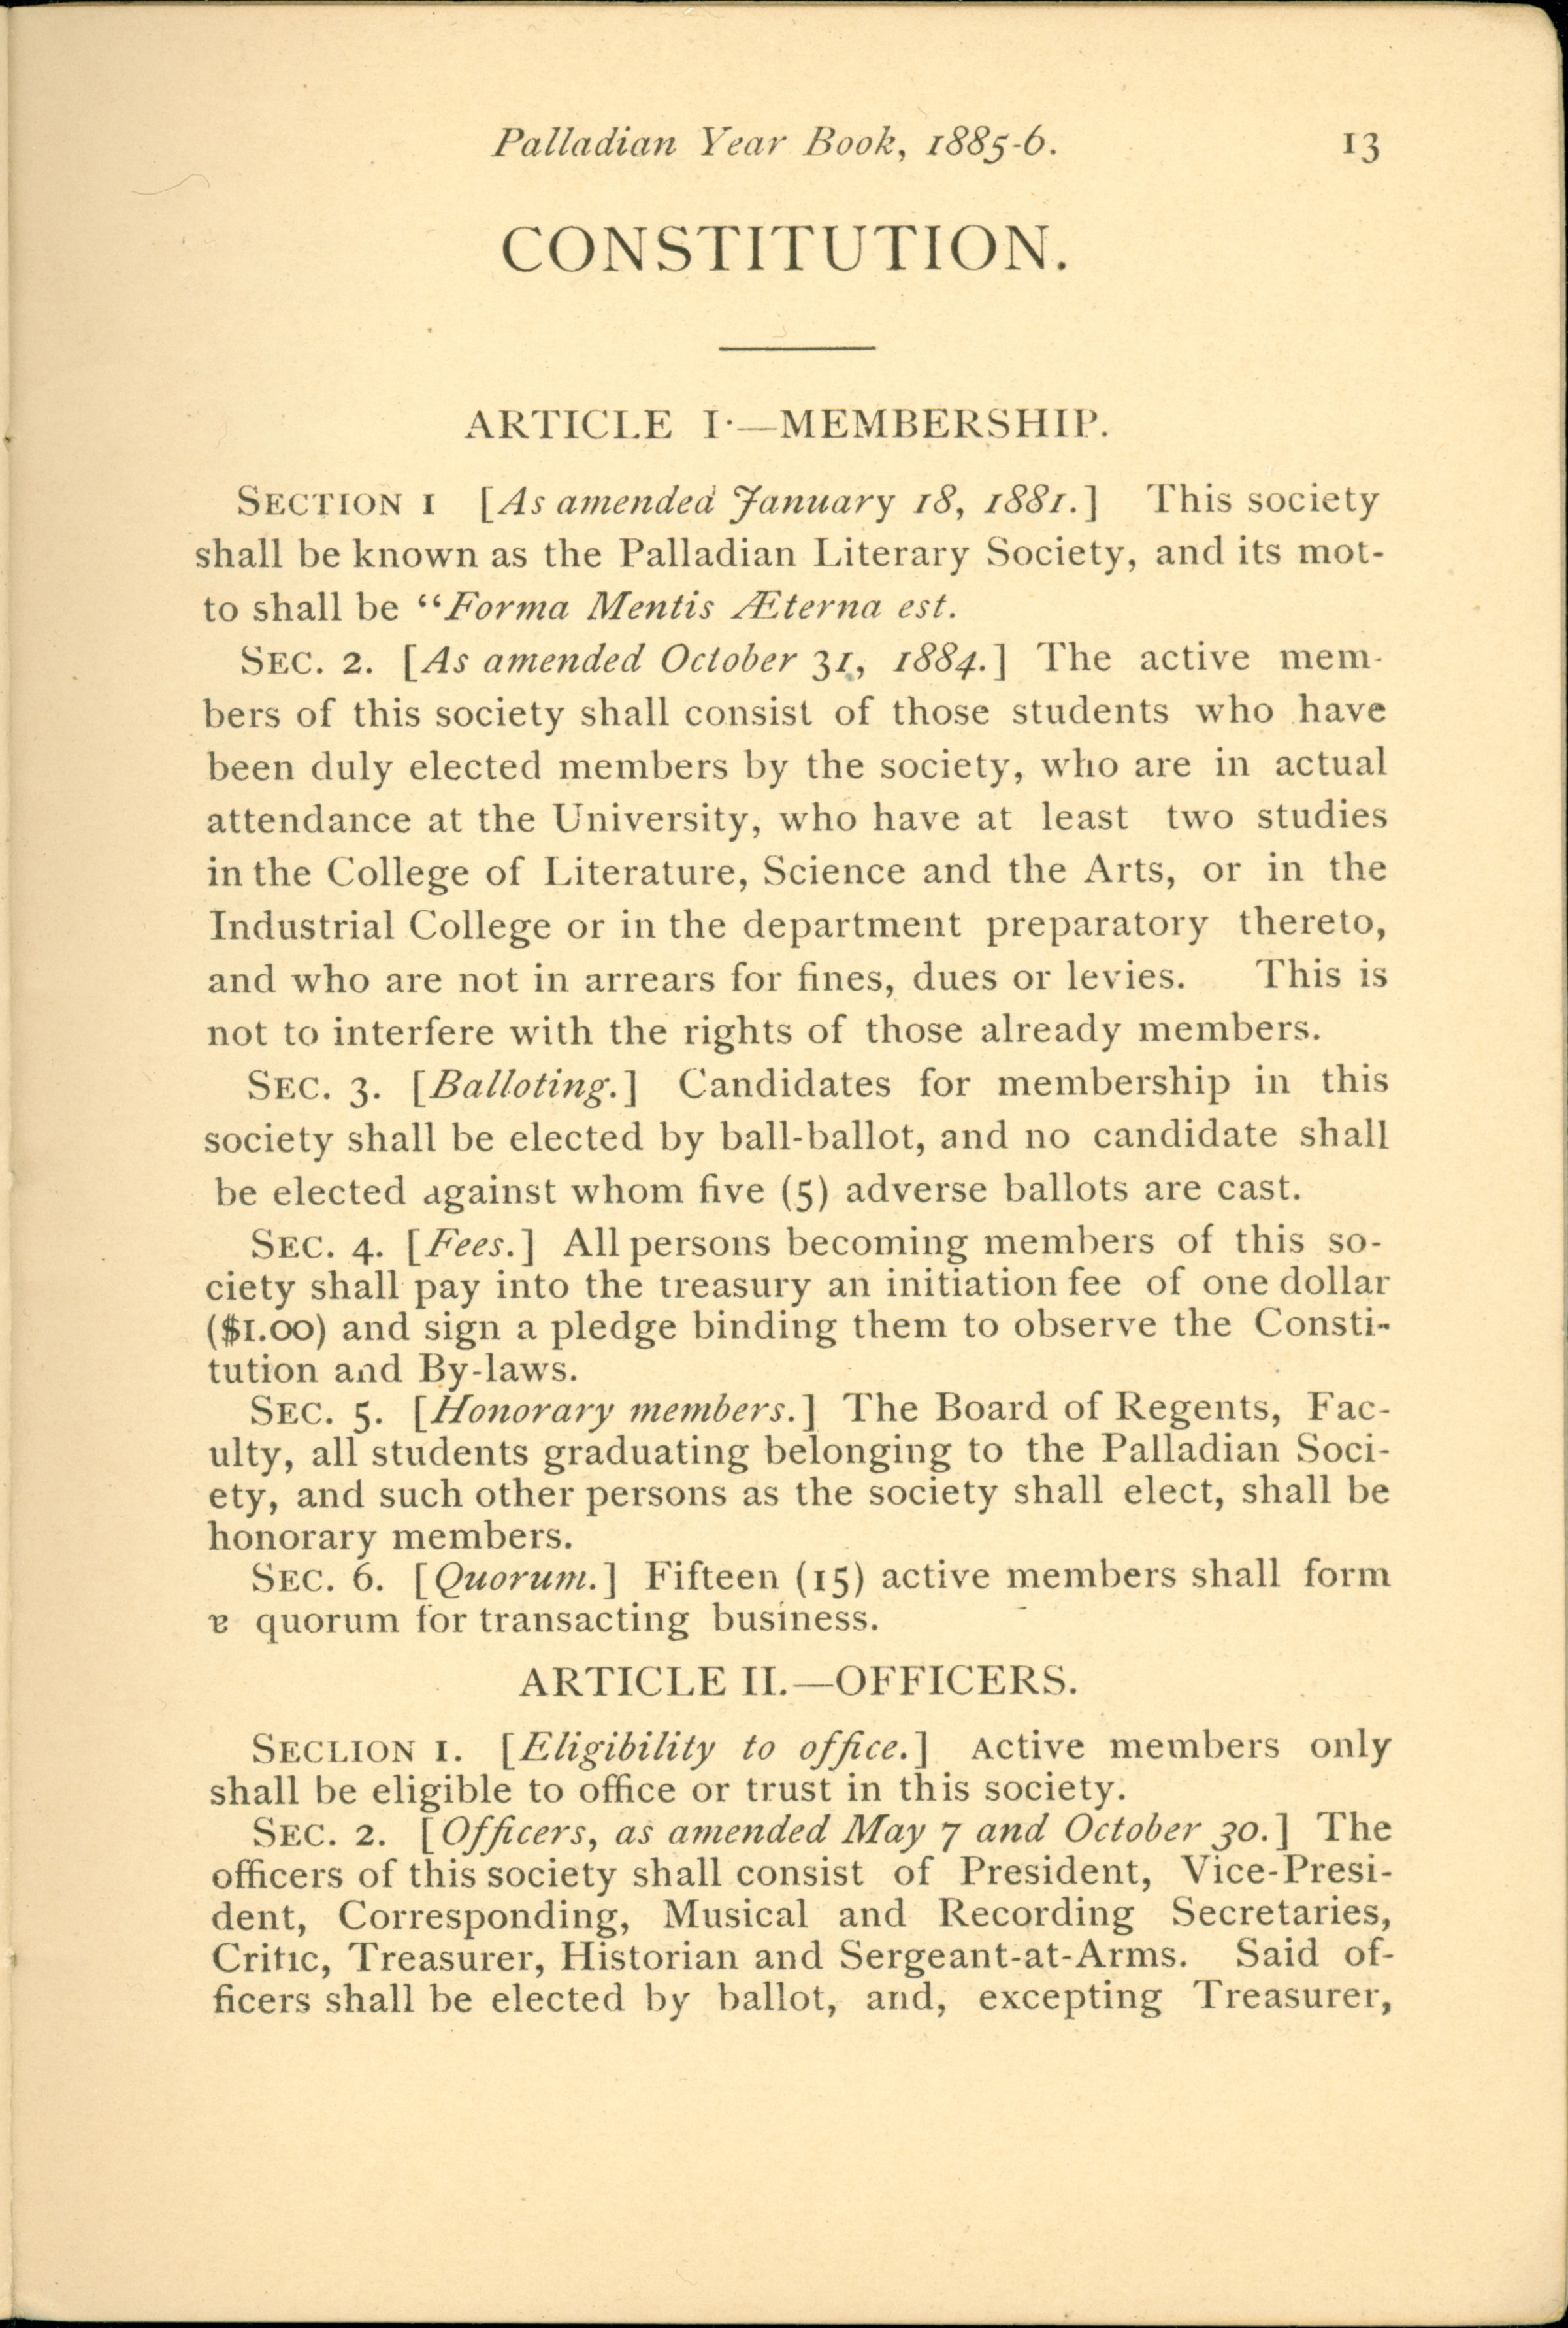 Palladian Year Book, 1885-6. 13
CONSTITUTION.
ARTICLE I.—MEMBERSHIP.
SECTION 1 [As amended January 18, 1881.] This society
shall be known as the Palladian Literary Society, and its mot-
to shall be "Forma Mentis Æterna est.
SEC. 2. [As amended October 31, 1884.] The active mem-
bers of this society shall consist of those students who have
been duly elected members by the society, who are in actual
attendance at the University, who have at least two studies
in the College of Literature, Science and the Arts, or in the
Industrial College or in the department preparatory thereto,
and who are not in arrears for fines, dues or levies. This is
not to interfere with the rights of those already members.
SEC. 3. [Balloting.] Candidates for membership in this
society shall be elected by ball-ballot, and no candidate shall
be elected against whom five (5) adverse ballots are cast.
SEC. 4. [Fees.] All persons becoming members of this so-
ciety shall pay into the treasury an initiation fee of one dollar
($1.00) and sign a pledge binding them to observe the Consti-
tution and By-laws.
SEC. 5. [Honorary members.] The Board of Regents, Fac-
ulty, all students graduating belonging to the Palladian Soci-
ety, and such other persons as the society shall elect, shall be
honorary members.
SEC. 6. [Quorum.] Fifteen (15) active members shall form
a quorum for transacting business.
ARTICLE II.—OFFICERS.
SECLION 1. [Eligibility to office.] Active members only
shall be eligible to office or trust in this society.
SEC. 2. [Officers, as amended May 7 and October 30.] The
officers of this society shall consist of President, Vice-Presi-
dent, Corresponding, Musical and Recording Secretaries,
Critic, Treasurer, Historian and Sergeant-at-Arms. Said of-
ficers shall be elected by ballot, and, excepting Treasurer,